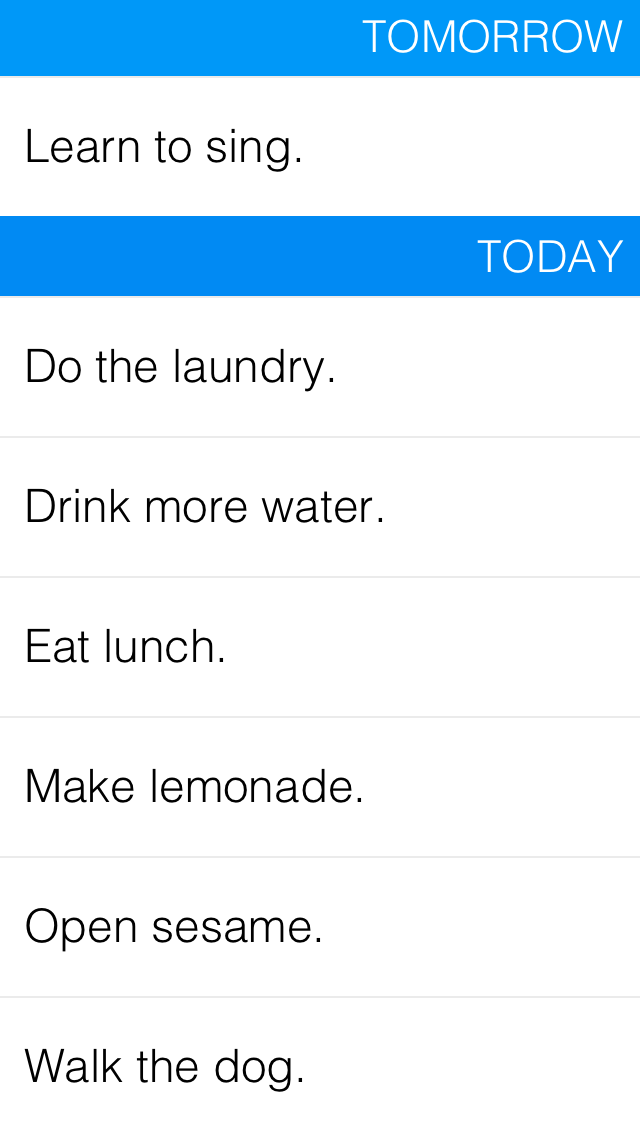 TOMORROW
Learn to sing.
TODAY
Do the laundry.
Drink more water.
Eat lunch.
Make lemonade.
Open sesame.
Walk the dog.